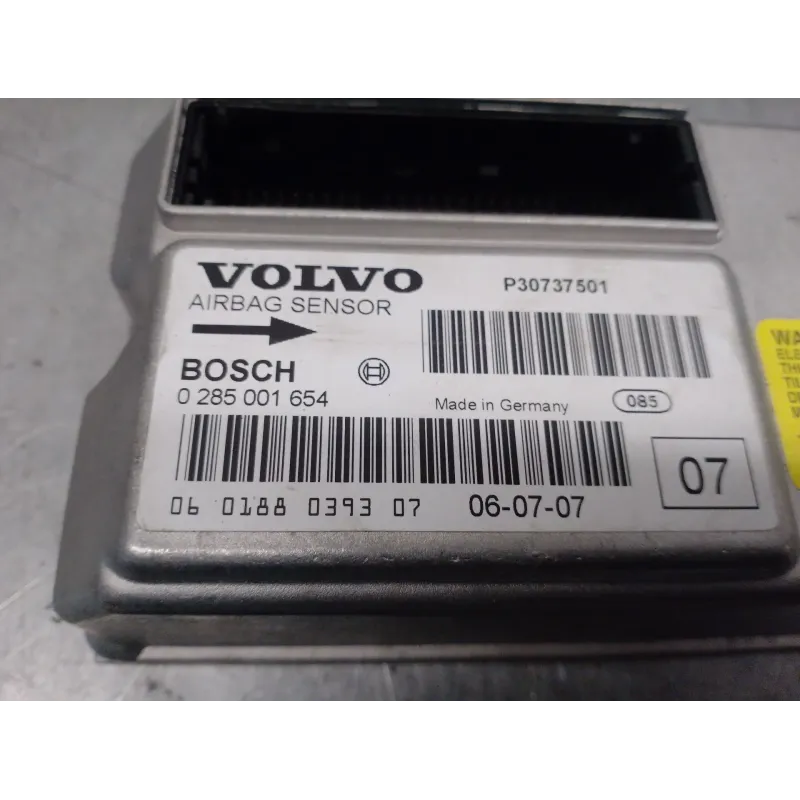 VOLVO
P30737501
AIRBAG SENSOR
BOSCH
0 285 001 654
Made in Germany
085
07
06 0188 0393 07
06-07-07